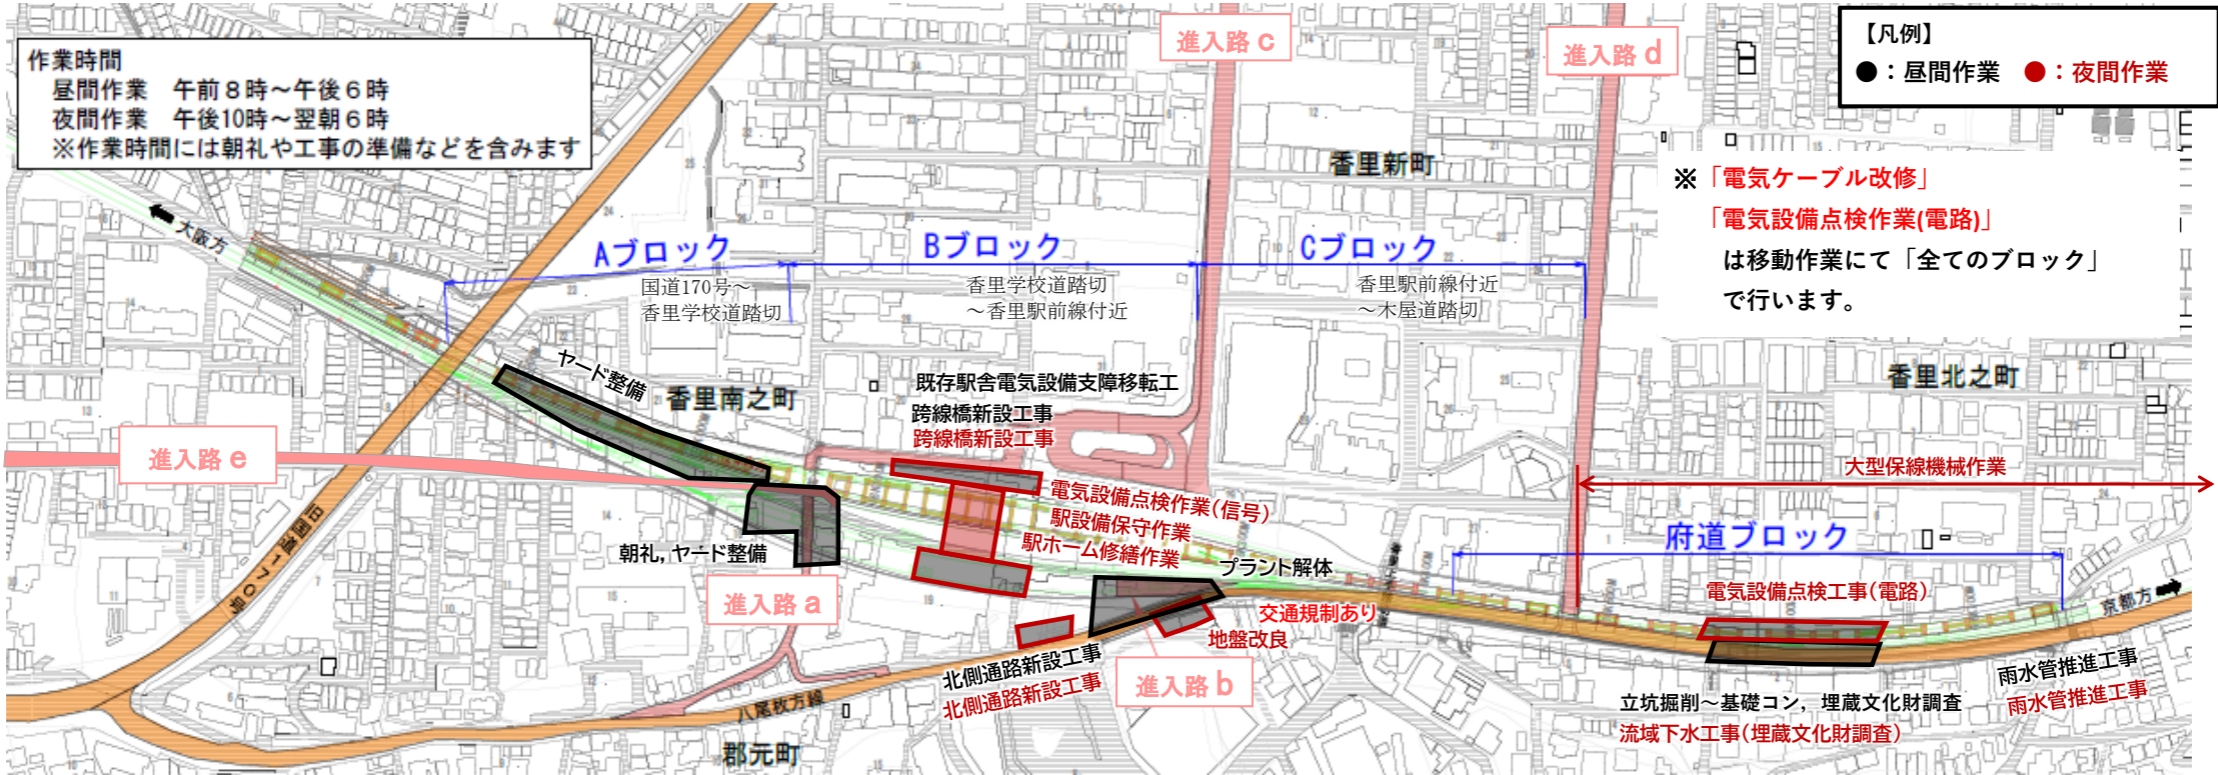 作業時間
昼間作業 午前8時～午後6時
夜間作業 午後10時～翌朝6時
※作業時間には朝礼や工事の準備などを含みます
進入路 c
進入路 d
【凡例】
●：昼間作業 ●：夜間作業
香里新町
※「電気ケーブル改修」
「電気設備点検作業(電路)」
は移動作業にて「全てのブロック」
で行います。
大阪方
Aブロック
国道170号～
香里学校道踏切
Bブロック
香里学校道踏切
～香里駅前線付近
Cブロック
香里駅前線付近
～木屋道踏切
ヤード整備
香里南之町
既存駅舎電気設備支障移転工
跨線橋新設工事
跨線橋新設工事
香里北之町
進入路 e
大型保線機械作業
電気設備点検作業（信号）
駅設備保守作業
駅ホーム修繕作業
旧国道170号
朝礼，ヤード整備
プラント解体
府道ブロック
進入路 a
電気設備点検工事（電路）
京都方
交通規制あり
地盤改良
北側通路新設工事
北側通路新設工事
進入路 b
八尾枚方線
郡元町
立坑掘削～基礎コン，埋蔵文化財調査
流域下水工事（埋蔵文化財調査）
雨水管推進工事
雨水管推進工事